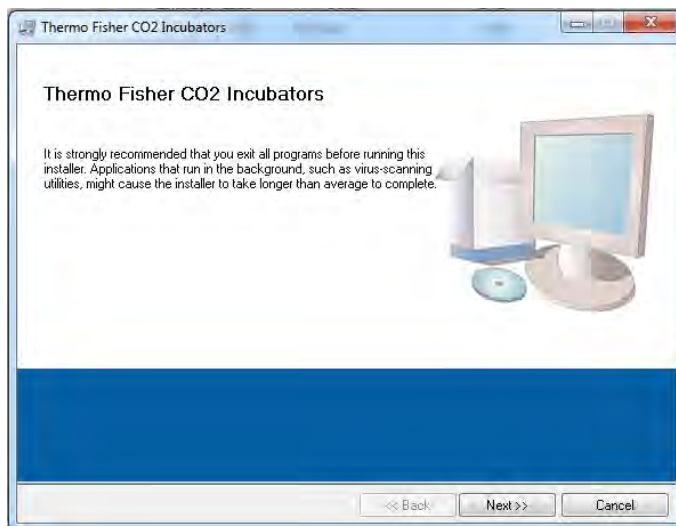 Thermo Fisher CO2 Incubators
Thermo Fisher CO2 Incubators
It is strongly recommended that you exit all programs before running this
installer. Applications that run in the background, such as virus-scanning
utilities, might cause the installer to take longer than average to complete.
<< Back
Next >>
Cancel